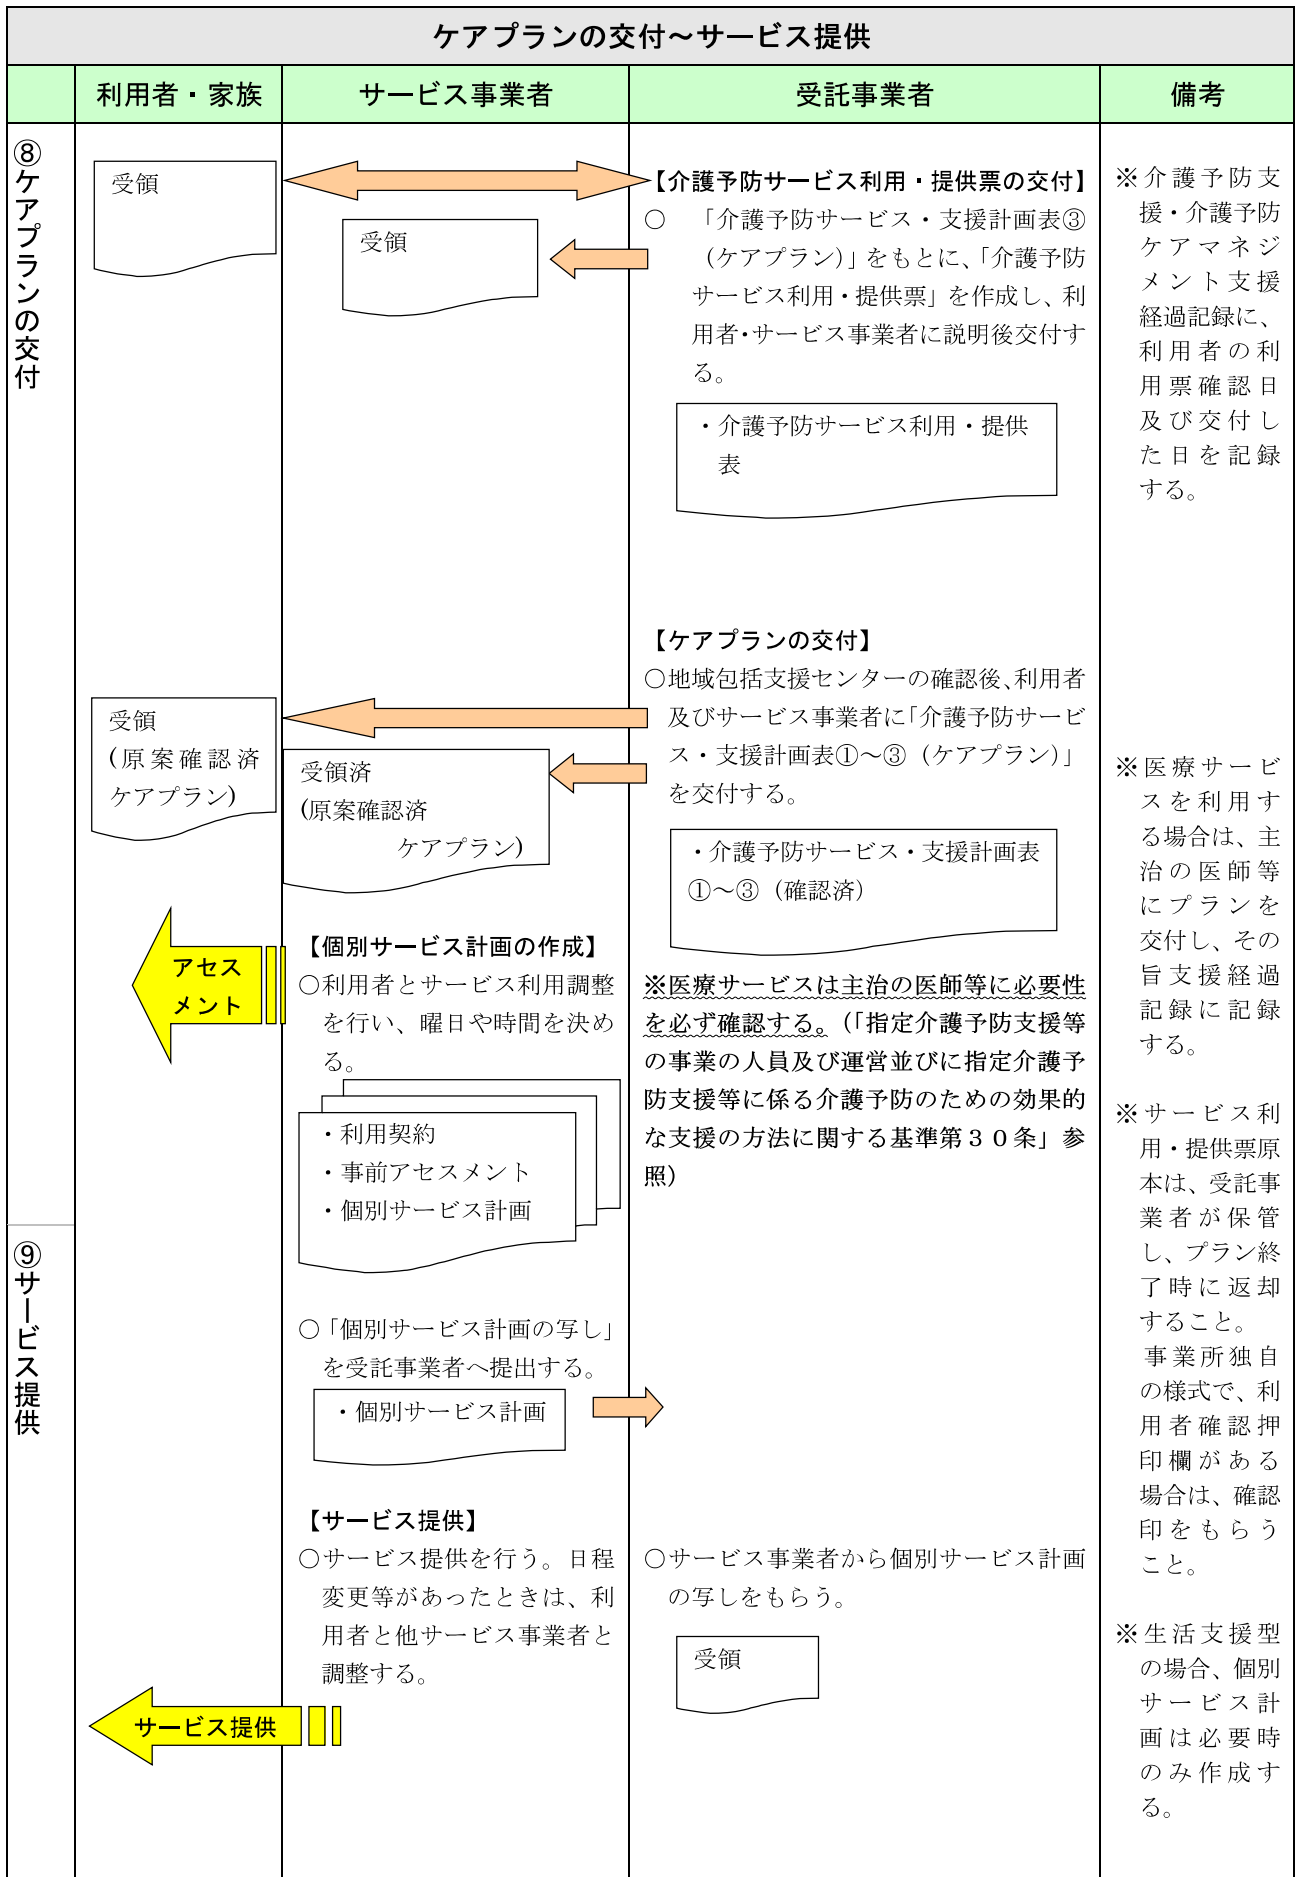 ケアプランの交付～サービス提供
利用者・家族
サービス事業者
受託事業者
備考
⑧ケアプランの交付
受領
受領
【介護予防サービス利用・提供票の交付】
○　「介護予防サービス・支援計画表③
（ケアプラン）」をもとに、「介護予防
サービス利用・提供票」を作成し、利
用者・サービス事業者に説明後交付す
る。
・介護予防サービス利用・提供
表
※介護予防支
援・介護予防
ケアマネジ
メント支援
経過記録に、
利用者の利
用票確認日
及び交付し
た日を記録
する。
【ケアプランの交付】
○地域包括支援センターの確認後、利用者
及びサービス事業者に「介護予防サービ
ス・支援計画表①～③（ケアプラン）」
を交付する。
受領
(原案確認済
ケアプラン)
受領済
(原案確認済
ケアプラン)
・介護予防サービス・支援計画表
①～③（確認済）
※医療サービ
スを利用す
る場合は、主
治の医師等
にプランを
交付し、その
旨支援経過
記録に記録
する。
アセス
メント
【個別サービス計画の作成】
○利用者とサービス利用調整
を行い、曜日や時間を決め
る。
・利用契約
・事前アセスメント
・個別サービス計画
※医療サービスは主治の医師等に必要性
を必ず確認する。（「指定介護予防支援等
の事業の人員及び運営並びに指定介護予
防支援等に係る介護予防のための効果的
な支援の方法に関する基準第３０条」参
照）
※サービス利
用・提供票原
本は、受託事
業者が保管
し、プラン終
了時に返却
すること。
事業所独自
の様式で、利
用者確認押
印欄がある
場合は、確認
印をもらう
こと。
⑨サービス提供
○「個別サービス計画の写し」
を受託事業者へ提出する。
・個別サービス計画
【サービス提供】
○サービス提供を行う。日程
変更等があったときは、利
用者と他サービス事業者と
調整する。
サービス提供
○サービス事業者から個別サービス計画
の写しをもらう。
受領
※生活支援型
の場合、個別
サービス計
画は必要時
のみ作成す
る。